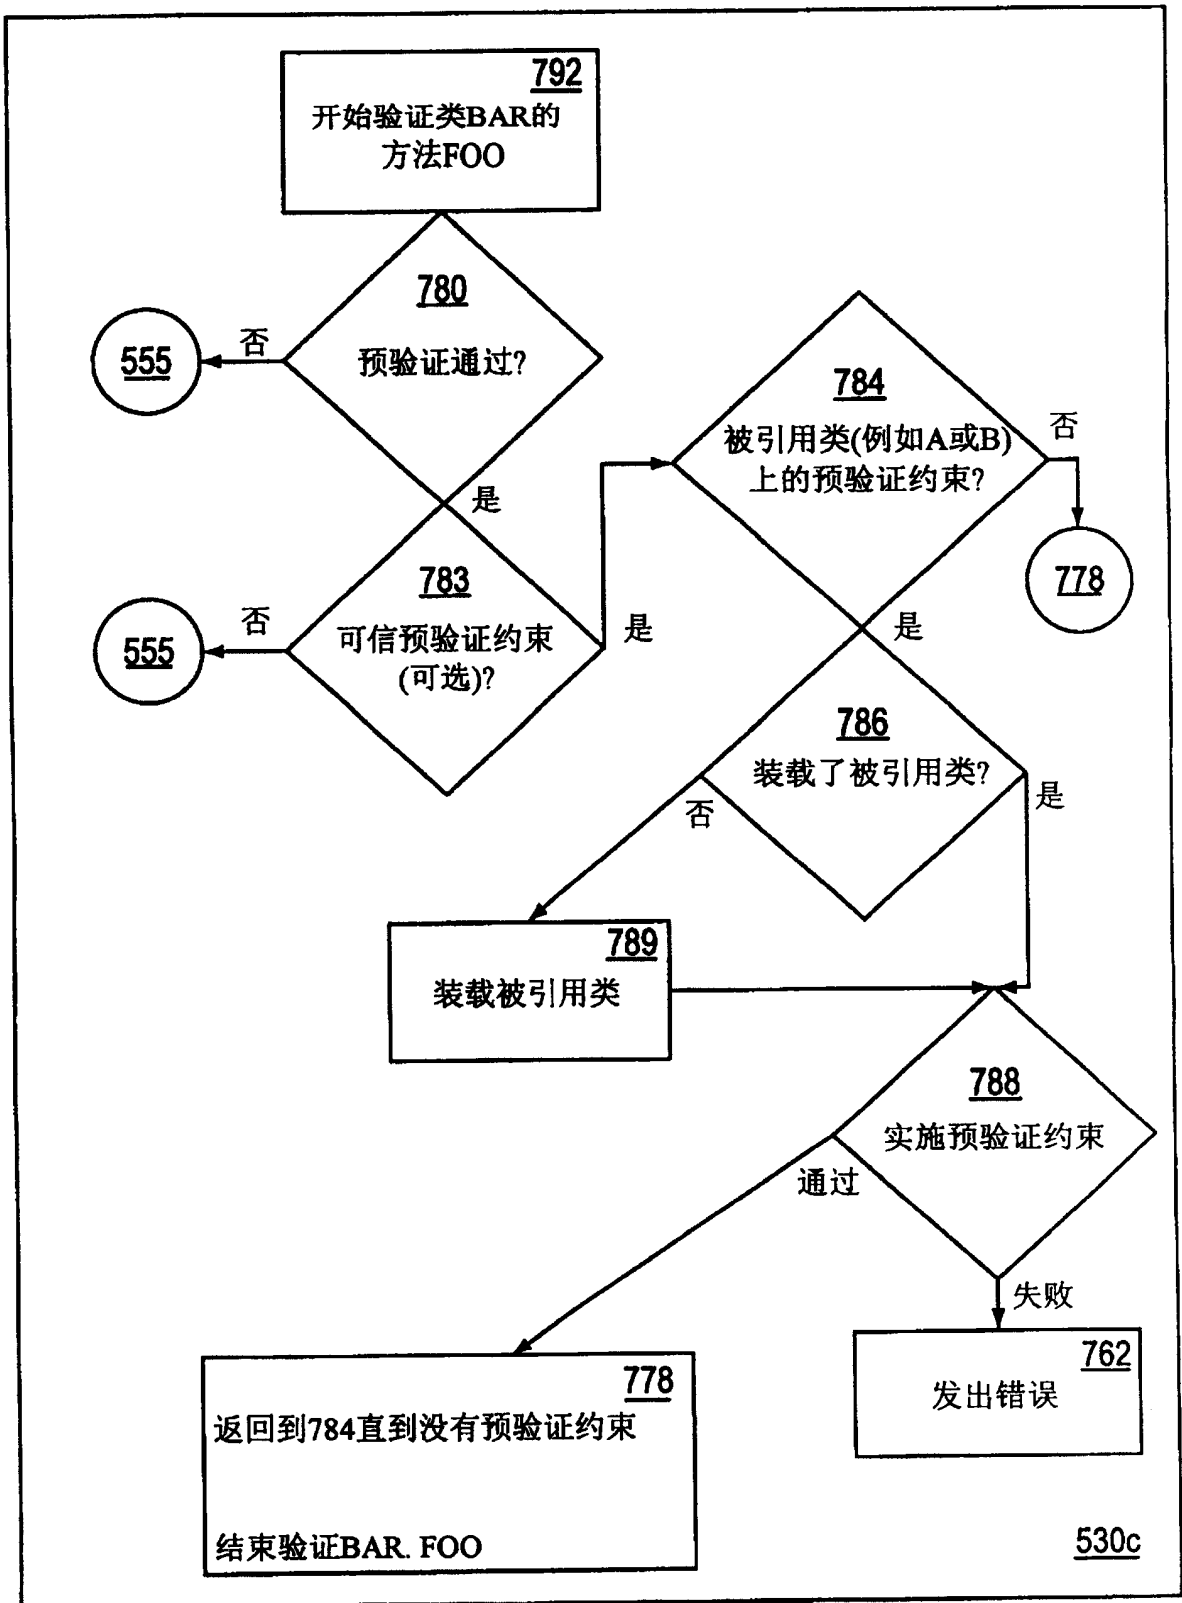 792
开始验证类BAR的
方法FOO
780
预验证通过?
否
555
是
783
可信预验证约束
(可选)?
否
555
是
784
被引用类(例如A或B)
上的预验证约束?
否
778
是
786
装载了被引用类?
否
是
789
装载被引用类
788
实施预验证约束
通过
失败
762
发出错误
778
返回到784直到没有预验证约束
结束验证BAR. FOO
530c